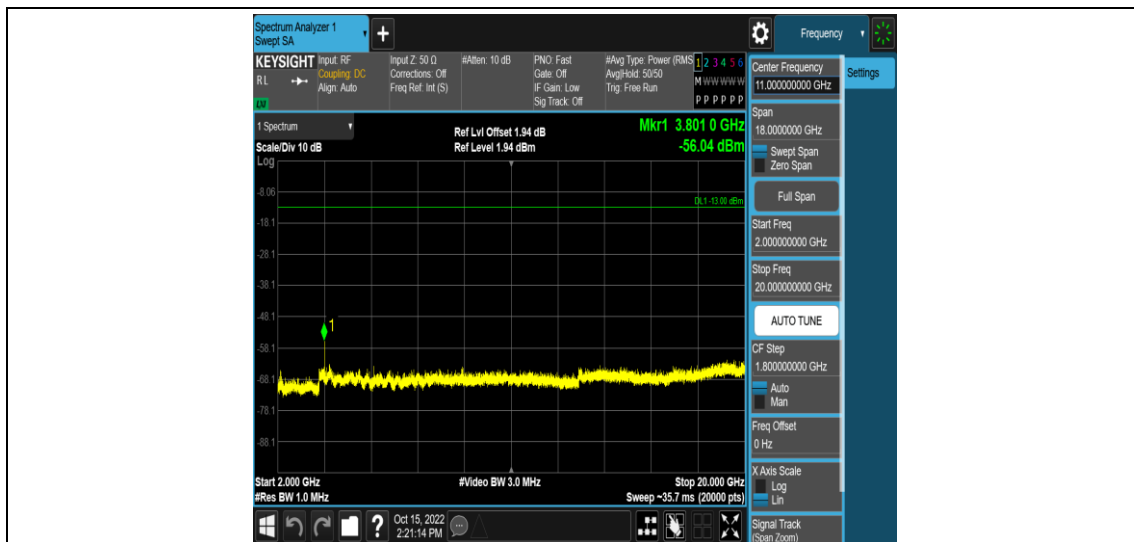 Spectrum Analyzer 1
Swept SA
Frequency
KEYSIGHT
RL
LXI
Input: RF
Coupling: DC
Align: Auto
Input Z: 50 Ω
Corrections: Off
Freq Ref: Int (S)
#Atten: 10 dB
PNO: Fast
Gate: Off
IF Gain: Low
Sig Track: Off
#Avg Type: Power (RMS
Avg|Hold: 50/50
Trig: Free Run
1 2 3 4 5 6
M W W W W W
P P P P P P
1 Spectrum
Scale/Div 10 dB
Log
Ref Lvl Offset 1.94 dB
Ref Level 1.94 dBm
Mkr1 3.801 0 GHz
-56.04 dBm
-8.06
DL1 -13.00 dBm
-18.1
-28.1
-38.1
-48.1
1
-58.1
-68.1
-78.1
-88.1
Start 2.000 GHz
#Video BW 3.0 MHz
Stop 20.000 GHz
#Res BW 1.0 MHz
Sweep ~35.7 ms (20000 pts)
?
Oct 15, 2022
2:21:14 PM
Center Frequency
11.000000000 GHz
Settings
Span
18.0000000 GHz
Swept Span
Zero Span
Full Span
Start Freq
2.000000000 GHz
Stop Freq
20.000000000 GHz
AUTO TUNE
CF Step
1.800000000 GHz
Auto
Man
Freq Offset
0 Hz
X Axis Scale
Log
Lin
Signal Track
(Span Zoom)